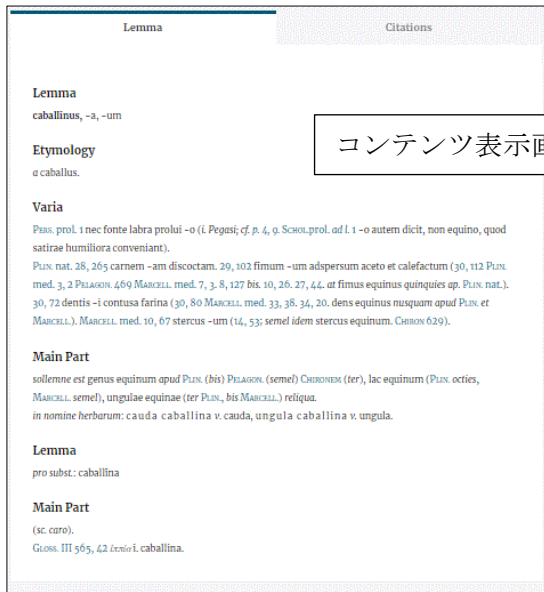 Lemma Citations
Lemma
caballinus, -a, -um
コンテンツ表示画
Etymology
a caballus.
Varia
Pers. prol. 1 nec fonte labra prolui -o (i. Pegasi; cf. p. 4, 9. Schol.prol. ad l. 1 -o autem dicit, non equino, quod
satirae humiliora conveniant).
Plin. nat. 28, 265 carnem -am discoctam. 29, 102 fimum -um adspersum aceto et calefactum (30, 112 Plin.
med. 3, 2 Pelagon. 469 Marcell. med. 7, 3. 8, 127 bis. 10, 26. 27, 44. at fimus equinus quinquies ap. Plin. nat.).
30, 72 dentis -i contusa farina (30, 80 Marcell. med. 33, 38. 34, 20. dens equinus nusquam apud Plin. et
Marcell.). Marcell. med. 10, 67 stercus -um (14, 53; semel idem stercus equinum. Chiron 629).
Main Part
sollemne est genus equinum apud Plin. (bis) Pelagon. (semel) Chironem (ter), lac equinum (Plin. octies,
Marcell. semel), ungulae equinae (ter Plin., bis Marcell.) reliqua.
in nomine herbarum: cauda caballina v. cauda, ungula caballina v. ungula.
Lemma
pro subst.: caballīna
Main Part
(sc. caro).
Gloss. III 565, 42 i. caballina.